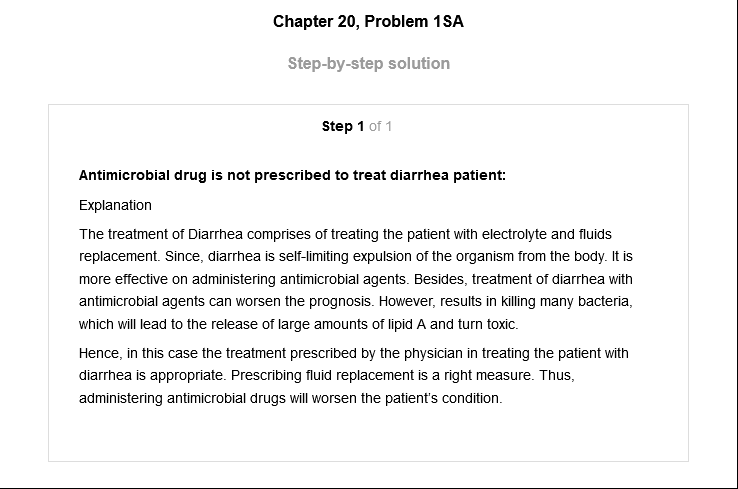 Chapter 20, Problem 1SA
Step-by-step solution
Step 1 of 1
Antimicrobial drug is not prescribed to treat diarrhea patient:
Explanation
The treatment of Diarrhea comprises of treating the patient with electrolyte and fluids
replacement. Since, diarrhea is self-limiting expulsion of the organism from the body. It is
more effective on administering antimicrobial agents. Besides, treatment of diarrhea with
antimicrobial agents can worsen the prognosis. However, results in killing many bacteria,
which will lead to the release of large amounts of lipid A and turn toxic.
Hence, in this case the treatment prescribed by the physician in treating the patient with
diarrhea is appropriate. Prescribing fluid replacement is a right measure. Thus,
administering antimicrobial drugs will worsen the patient's condition.